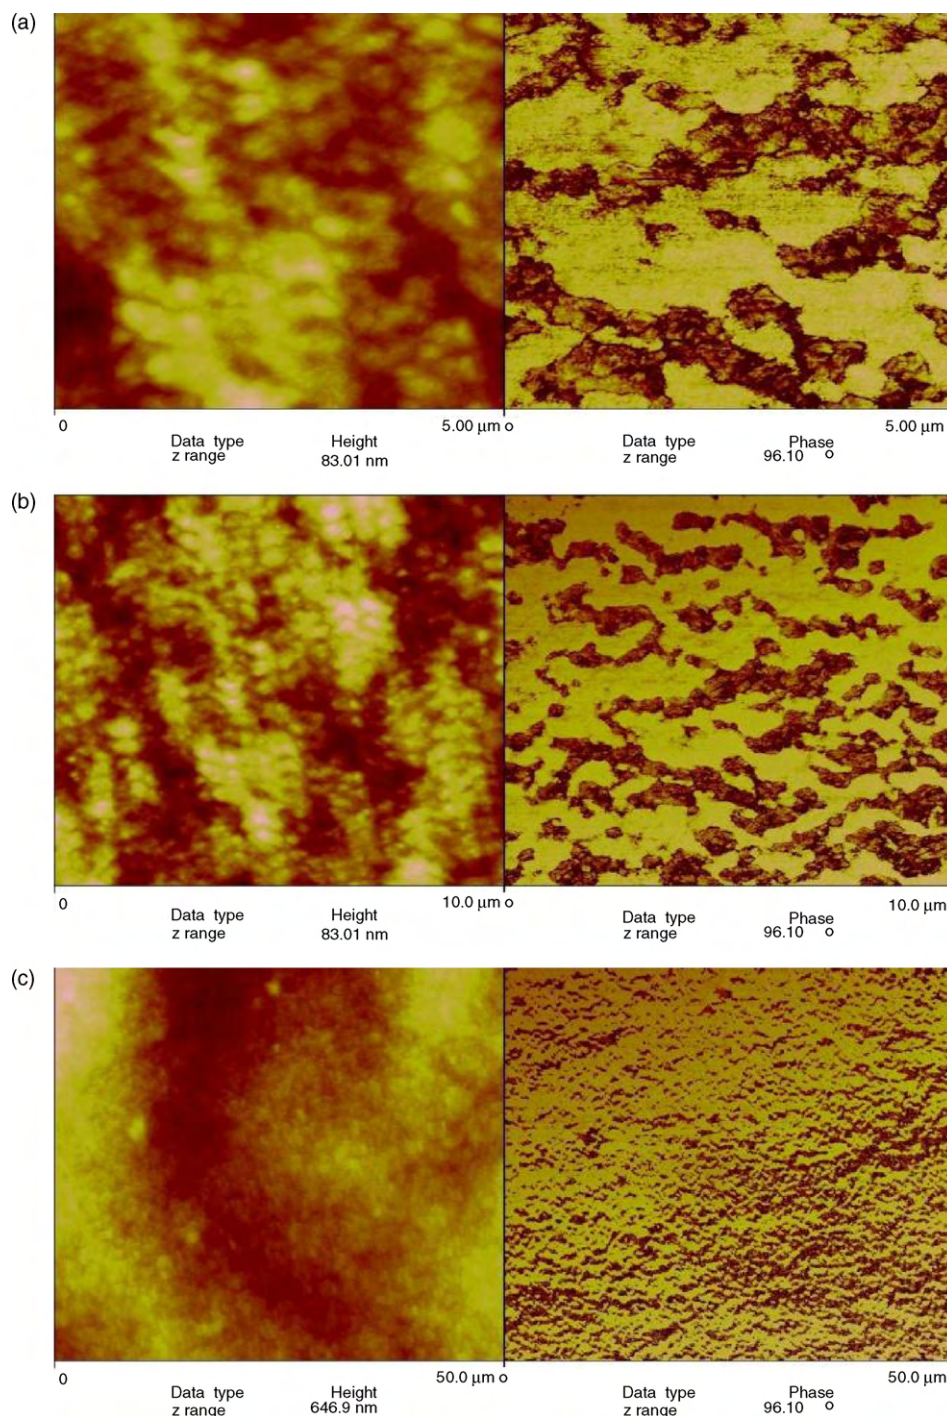 (a)
0 5.00 μm o 5.00 μm
Data type Height Data type Phase
z range 83.01 nm z range 96.10 o
(b)
0 10.0 μm o 10.0 μm
Data type Height Data type Phase
z range 83.01 nm z range 96.10 o
(c)
0 50.0 μm o 50.0 μm
Data type Height Data type Phase
z range 646.9 nm z range 96.10 o